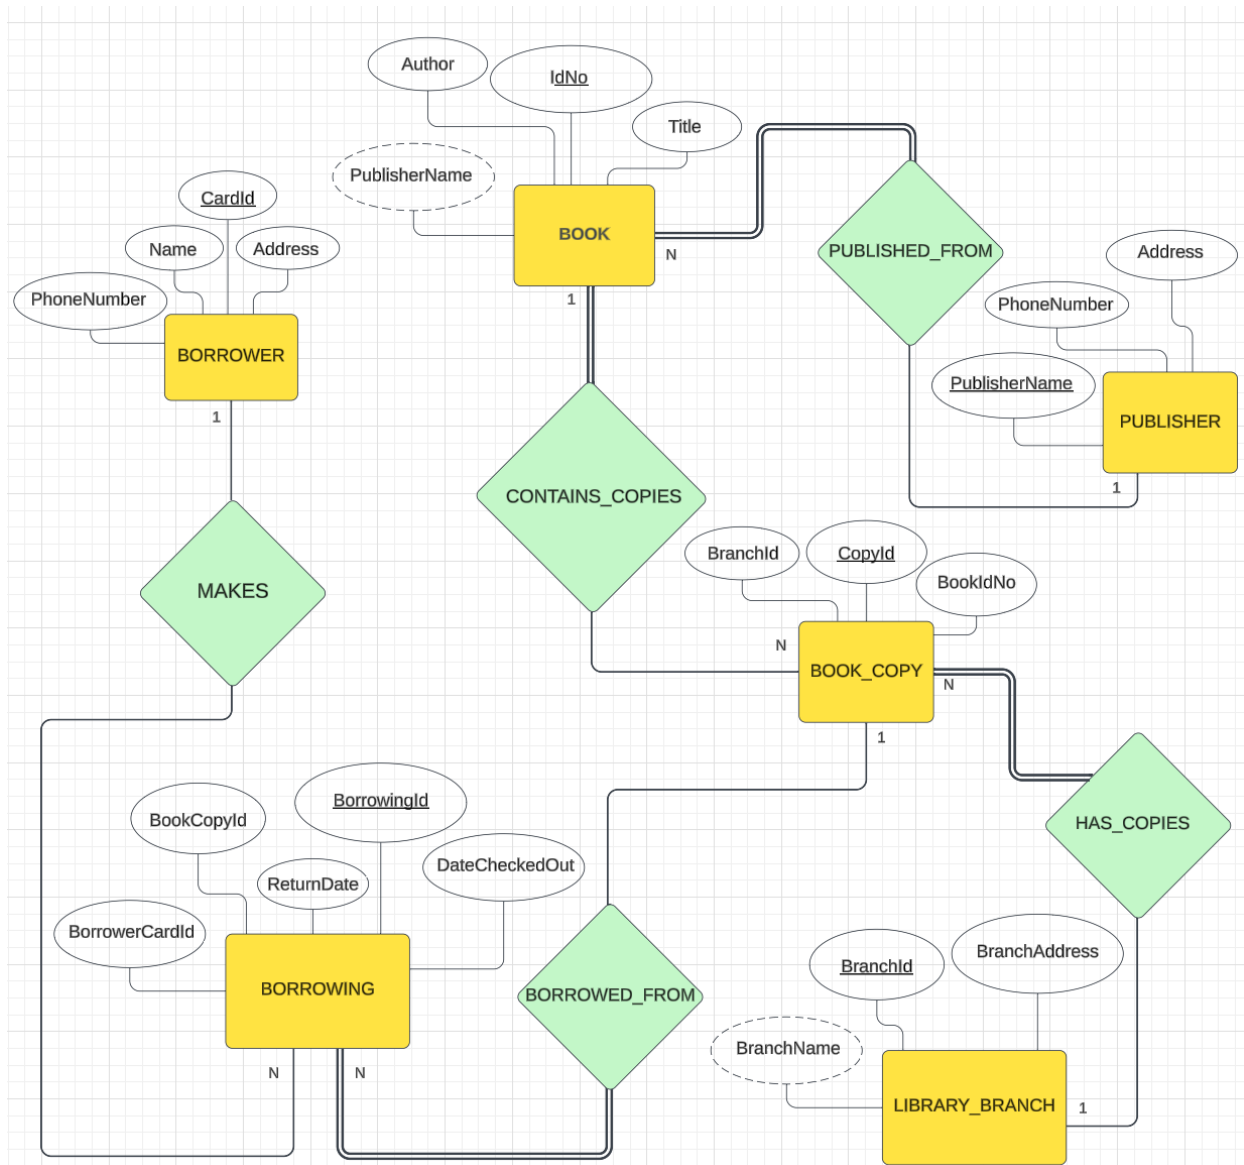 Author
IdNo
Title
PublisherName
BOOK
N
1
PUBLISHED_FROM
Address
PhoneNumber
PublisherName
PUBLISHER
1
CardId
Name
Address
PhoneNumber
BORROWER
1
CONTAINS_COPIES
MAKES
BranchId
CopyId
BookIdNo
N
BOOK_COPY
N
1
HAS_COPIES
BorrowingId
BookCopyId
DateCheckedOut
ReturnDate
BorrowerCardId
BORROWING
N
N
BORROWED_FROM
BranchAddress
BranchId
BranchName
LIBRARY_BRANCH
1